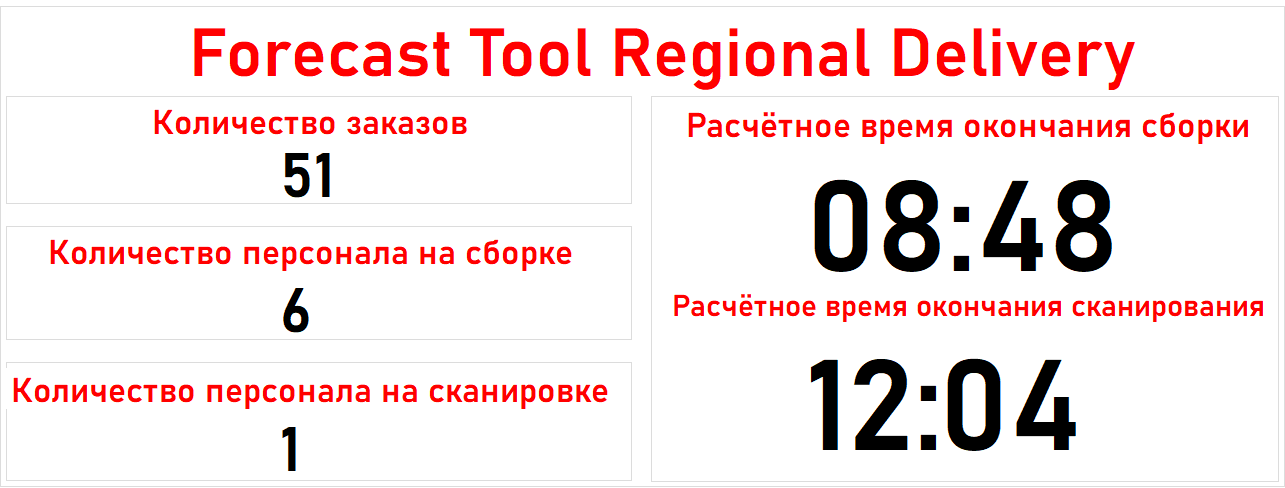 Forecast Tool Regional Delivery
Количество заказов
51
Количество персонала на сборке
6
Количество персонала на сканировке
1
Расчётное время окончания сборки
08:48
Расчётное время окончания сканирования
12:04